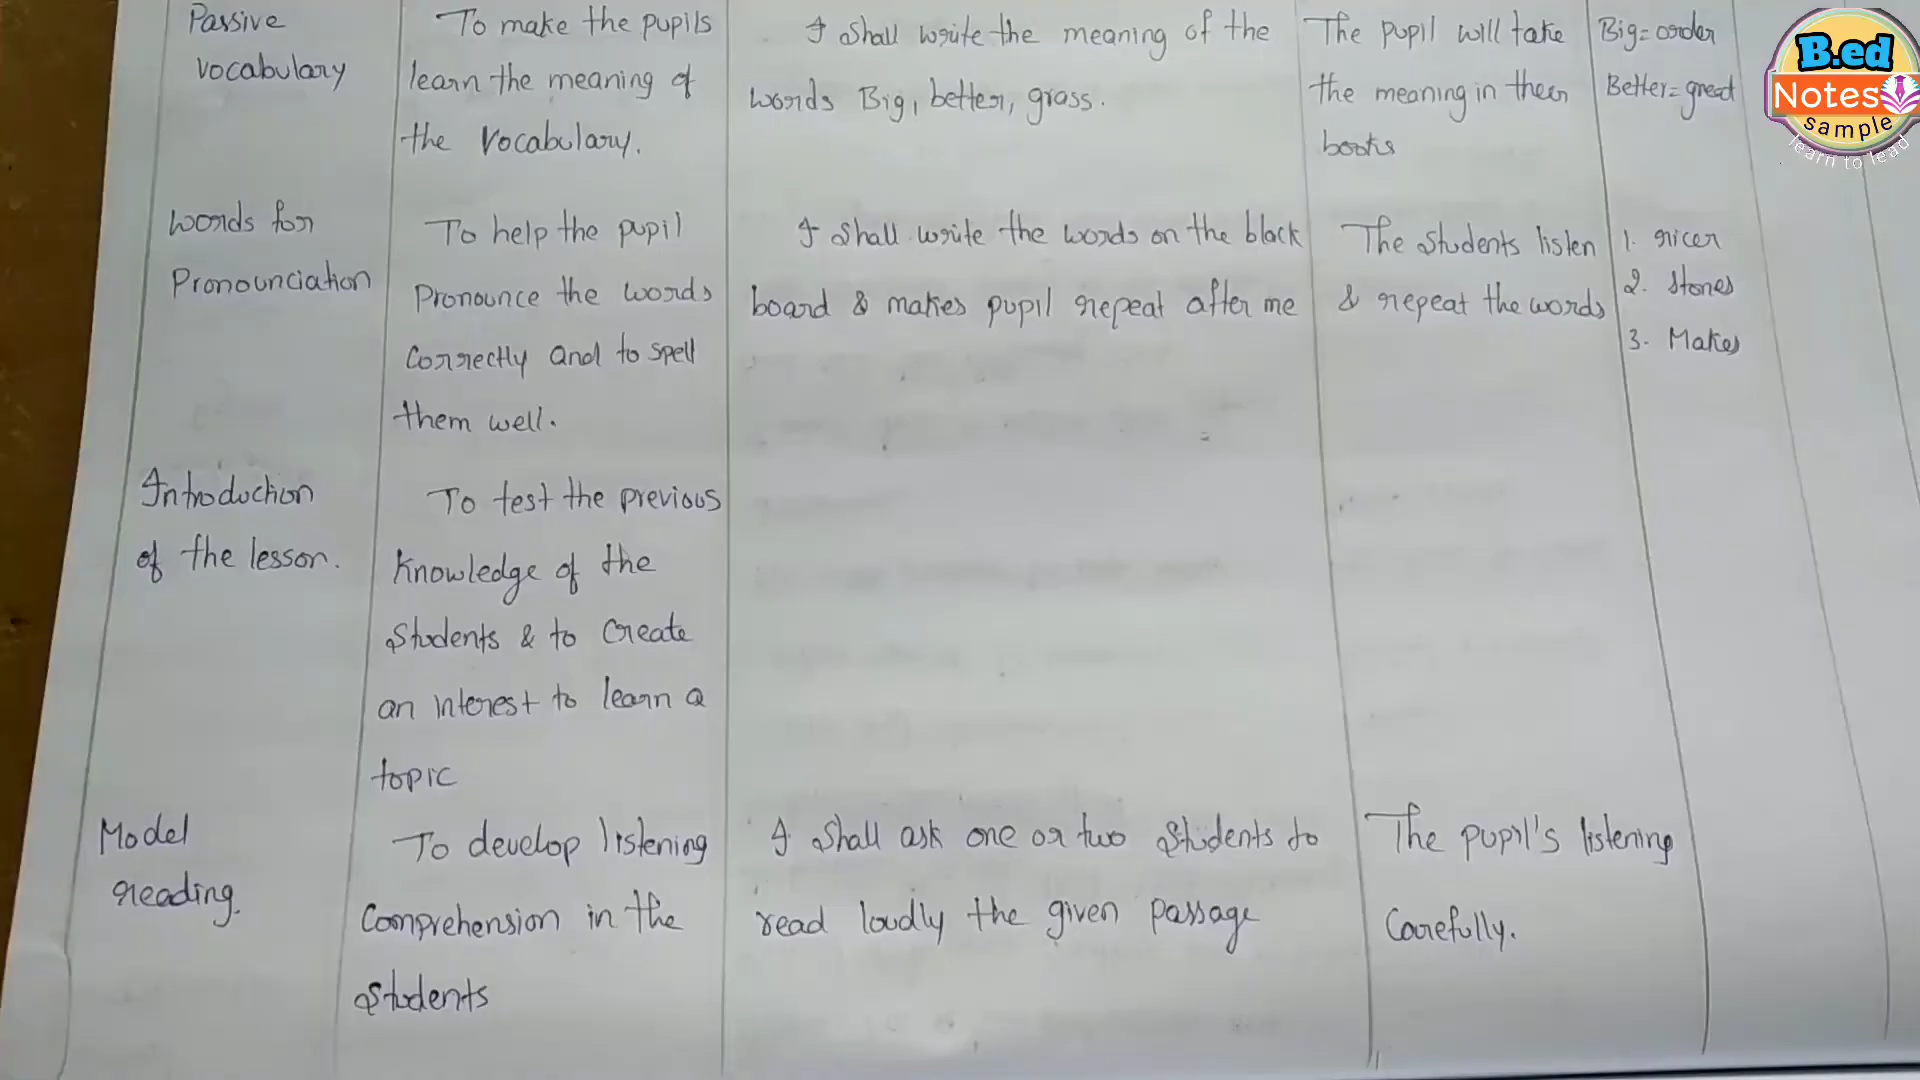 Passive
vocabulary
To make the pupils
learn the meaning of
the vocabulary.
I shall write the meaning of the
words Big, better, grass.
The pupil will take
the meaning in their
books
Big = order
Better = great
Words for
Pronounciation
To help the pupil
Pronounce the words
Correctly and to spell
them well.
I shall write the words on the black
board & makes pupil repeat after me
The students listen
& repeat the words
1. nicer
2. stones
3. Makes
Introduction
of the lesson.
To test the previous
Knowledge of the
students & to create
an interest to learn a
topic
Model
reading.
To develop listening
Comprehension in the
students
I shall ask one or two students to
read loudly the given passage
The pupil's listening
Carefully.
B.ed
Notes
sample
learn to lead